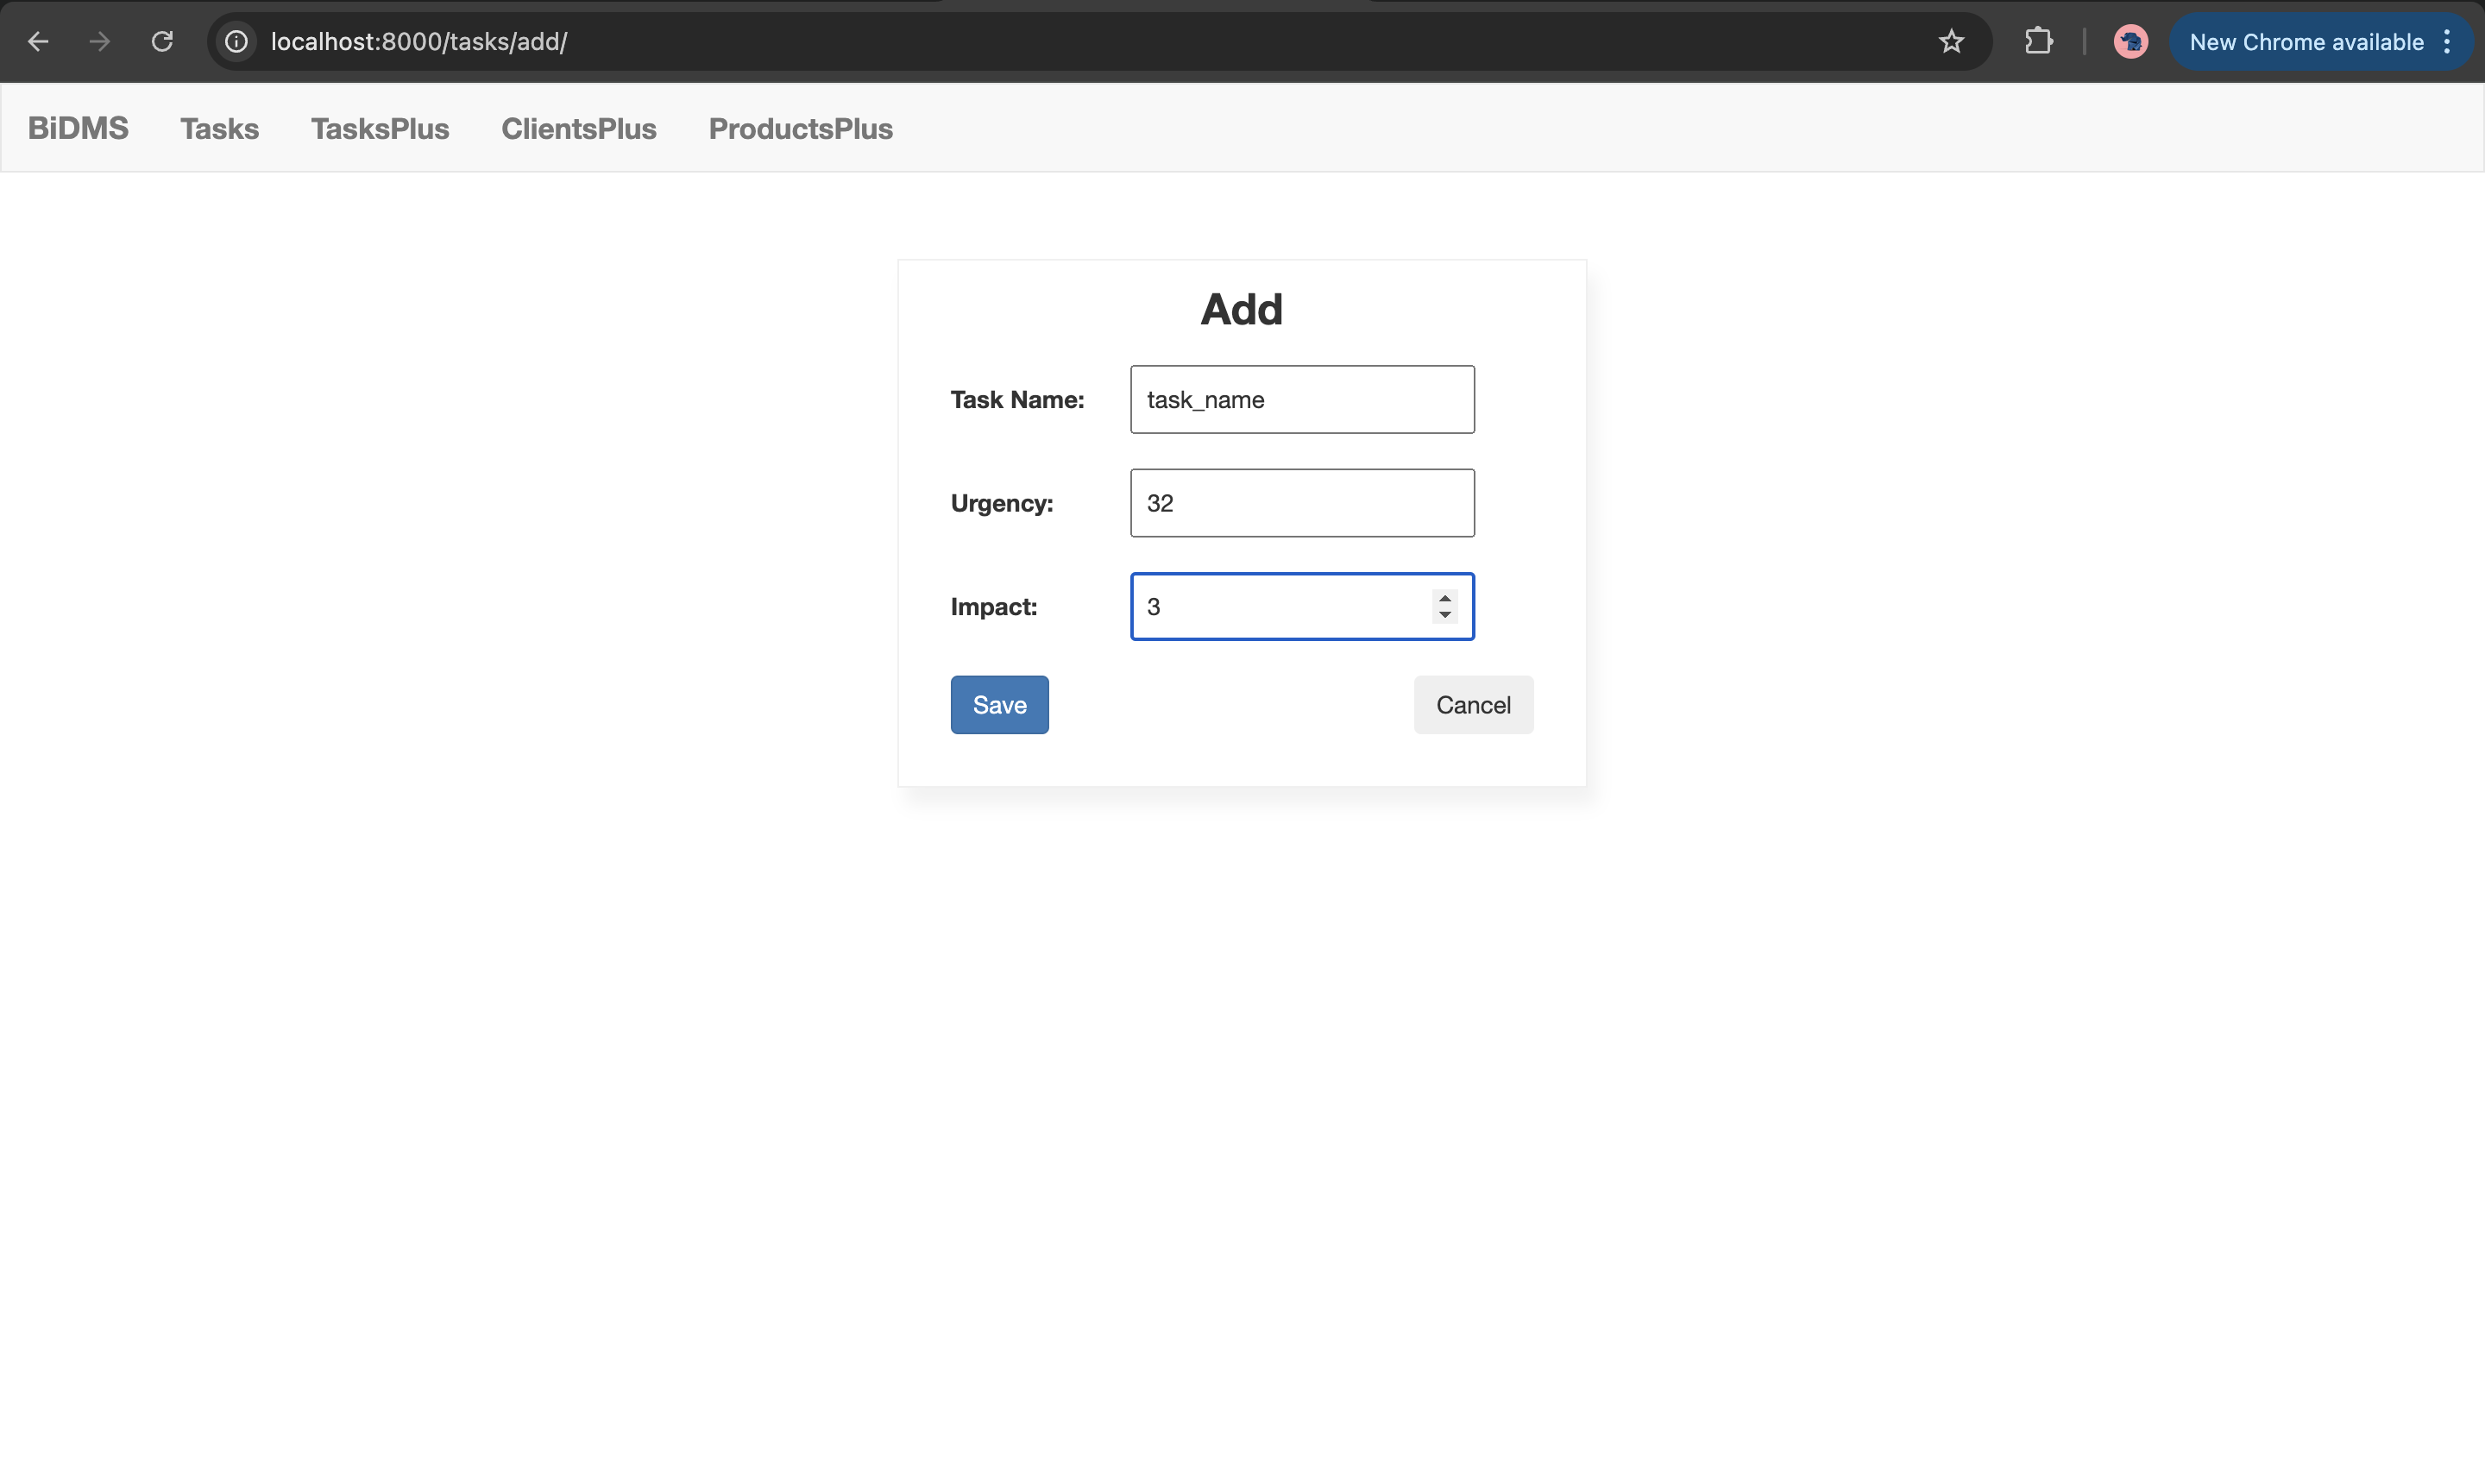 localhost:8000/tasks/add/
New Chrome available
BiDMS Tasks TasksPlus ClientsPlus ProductsPlus
Add
Task Name: task_name
Urgency: 32
Impact: 3
Save Cancel